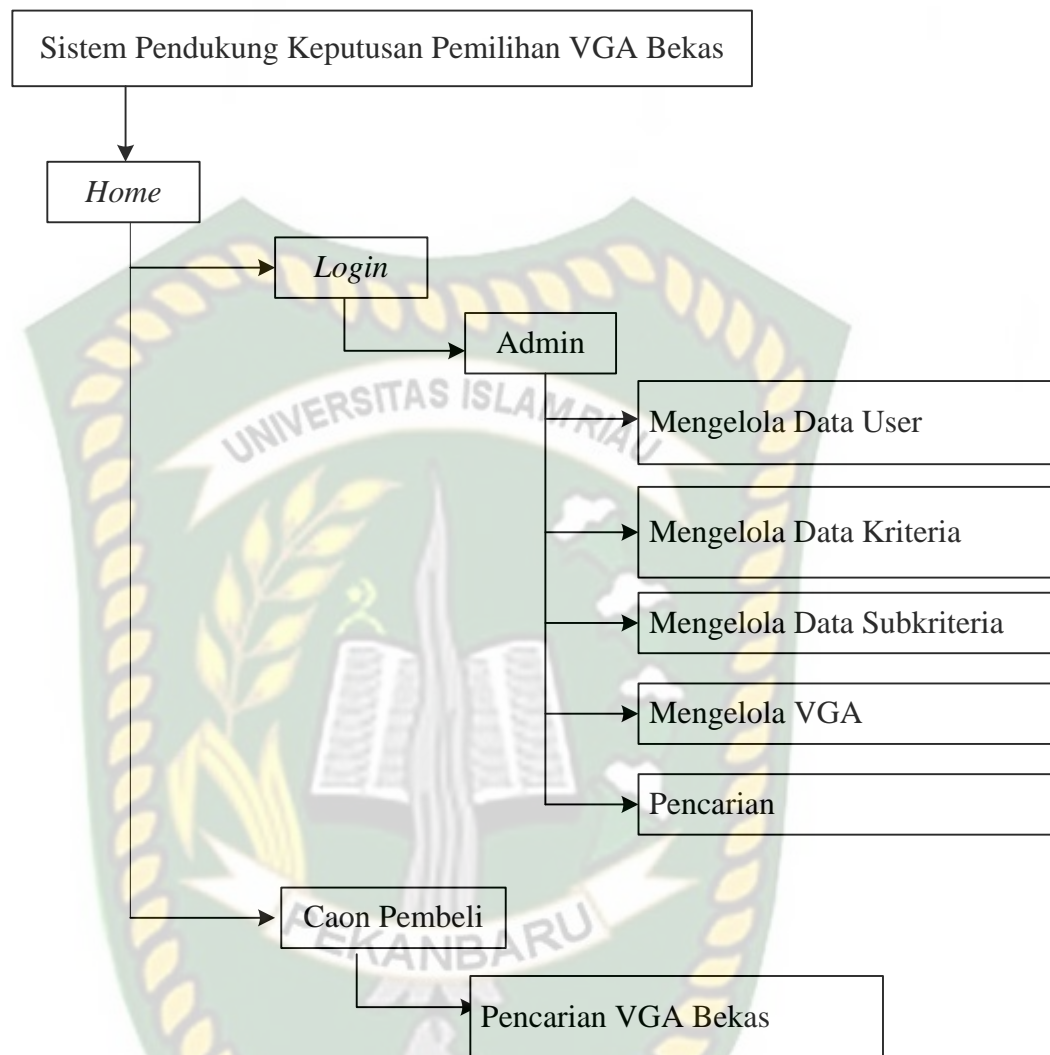 Sistem Pendukung Keputusan Pemilihan VGA Bekas
Home
Login
Admin
UNIVERSITAS ISLAM RIAU
Mengelola Data User
Mengelola Data Kriteria
Mengelola Data Subkriteria
Mengelola VGA
Pencarian
Caon Pembeli
PEKANBARU
Pencarian VGA Bekas